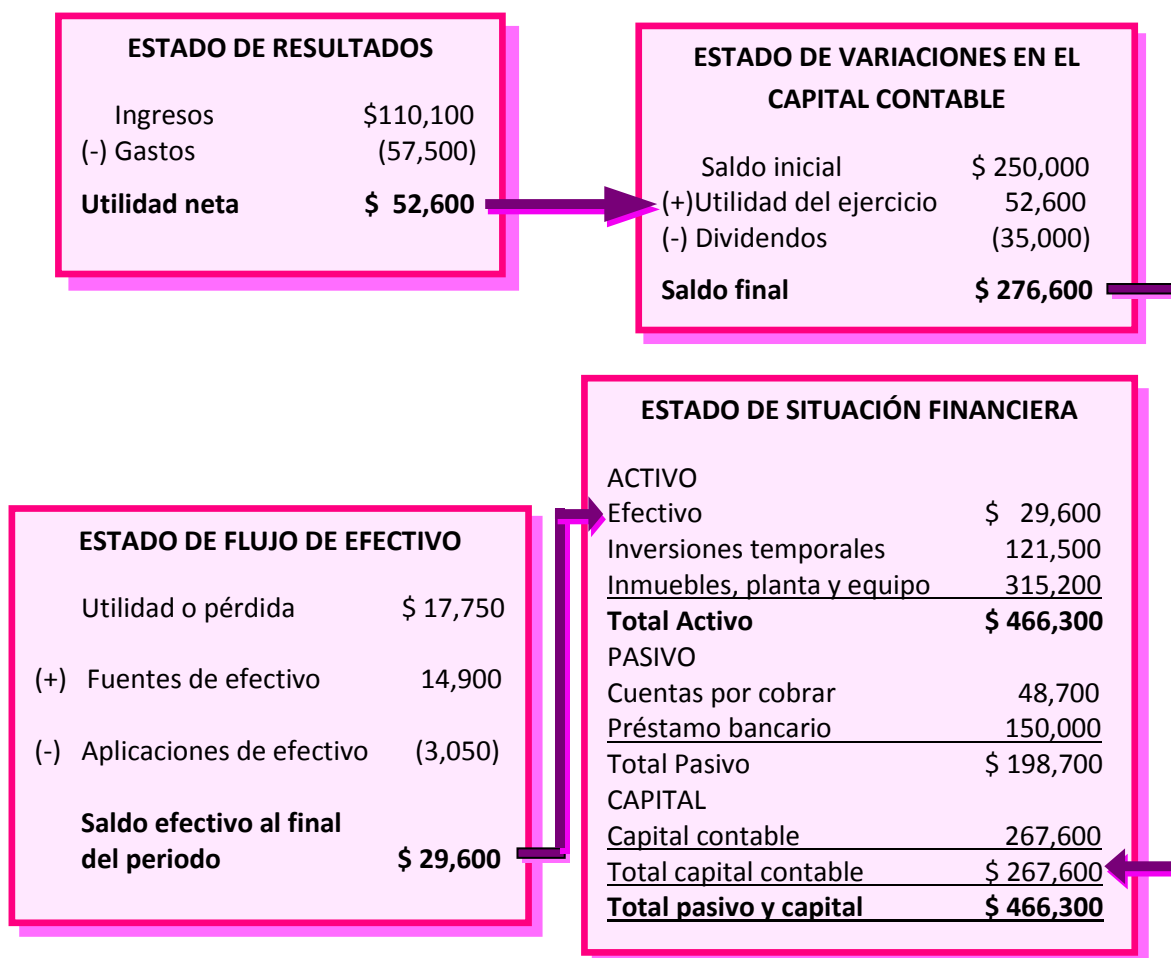 ESTADO DE RESULTADOS
Ingresos $110,100
(-) Gastos (57,500)
Utilidad neta $ 52,600
ESTADO DE VARIACIONES EN EL
CAPITAL CONTABLE
Saldo inicial $ 250,000
(+)Utilidad del ejercicio 52,600
(-) Dividendos (35,000)
Saldo final $ 276,600
ESTADO DE FLUJO DE EFECTIVO
Utilidad o pérdida $ 17,750
(+) Fuentes de efectivo 14,900
(-) Aplicaciones de efectivo (3,050)
Saldo efectivo al final
del periodo $ 29,600
ESTADO DE SITUACIÓN FINANCIERA
ACTIVO
Efectivo $ 29,600
Inversiones temporales 121,500
Inmuebles, planta y equipo 315,200
Total Activo $ 466,300
PASIVO
Cuentas por cobrar 48,700
Préstamo bancario 150,000
Total Pasivo $ 198,700
CAPITAL
Capital contable 267,600
Total capital contable $ 267,600
Total pasivo y capital $ 466,300